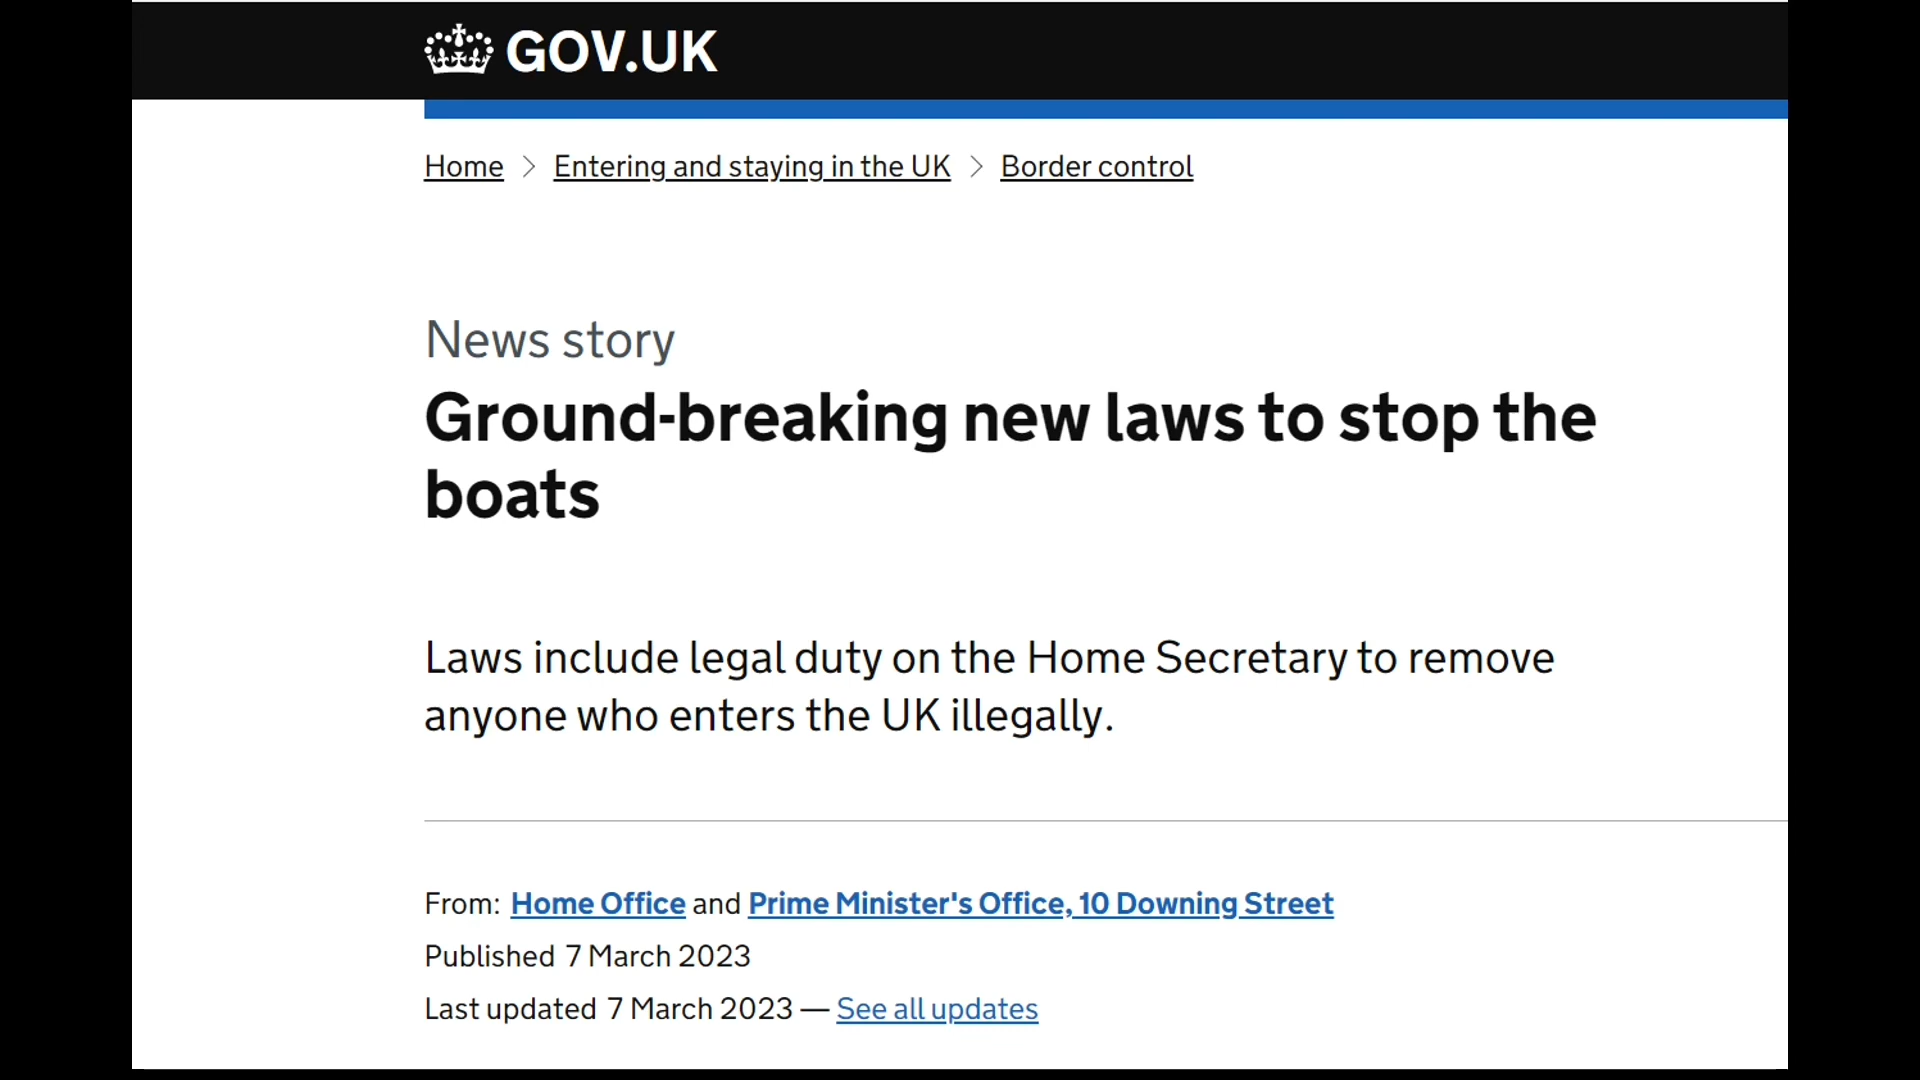 GOV.UK
Home > Entering and staying in the UK > Border control
News story
Ground-breaking new laws to stop the
boats
Laws include legal duty on the Home Secretary to remove
anyone who enters the UK illegally.
From: Home Office and Prime Minister's Office, 10 Downing Street
Published 7 March 2023
Last updated 7 March 2023 — See all updates